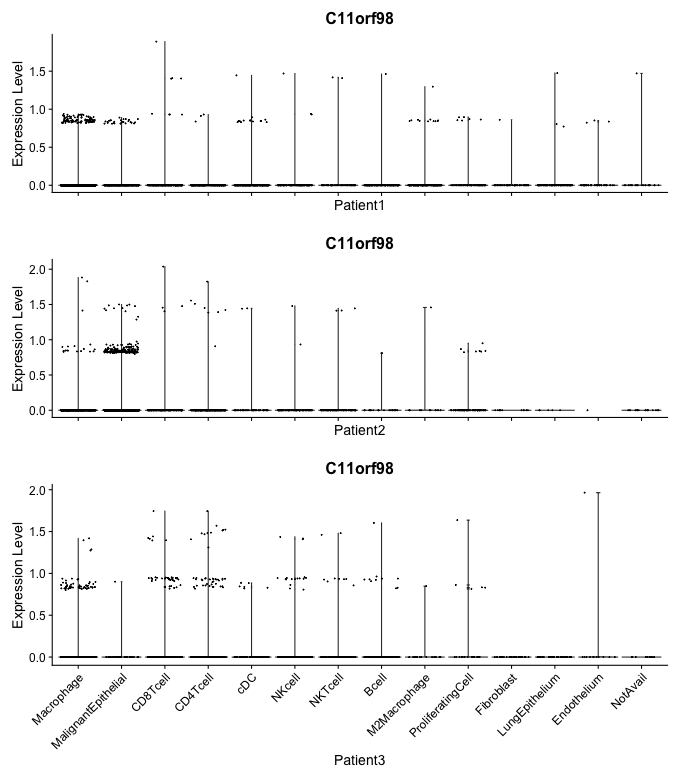 C11orf98
Expression Level
1.5
1.0
0.5
0.0
Patient1
C11orf98
Expression Level
2.0
1.5
1.0
0.5
0.0
Patient2
C11orf98
Expression Level
2.0
1.5
1.0
0.5
0.0
Macrophage
MalignantEpithelial
CD8Tcell
CD4Tcell
cDC
NKcell
NKTcell
Bcell
M2Macrophage
ProliferatingCell
Fibroblast
LungEpithelium
Endothelium
NotAvail
Patient3